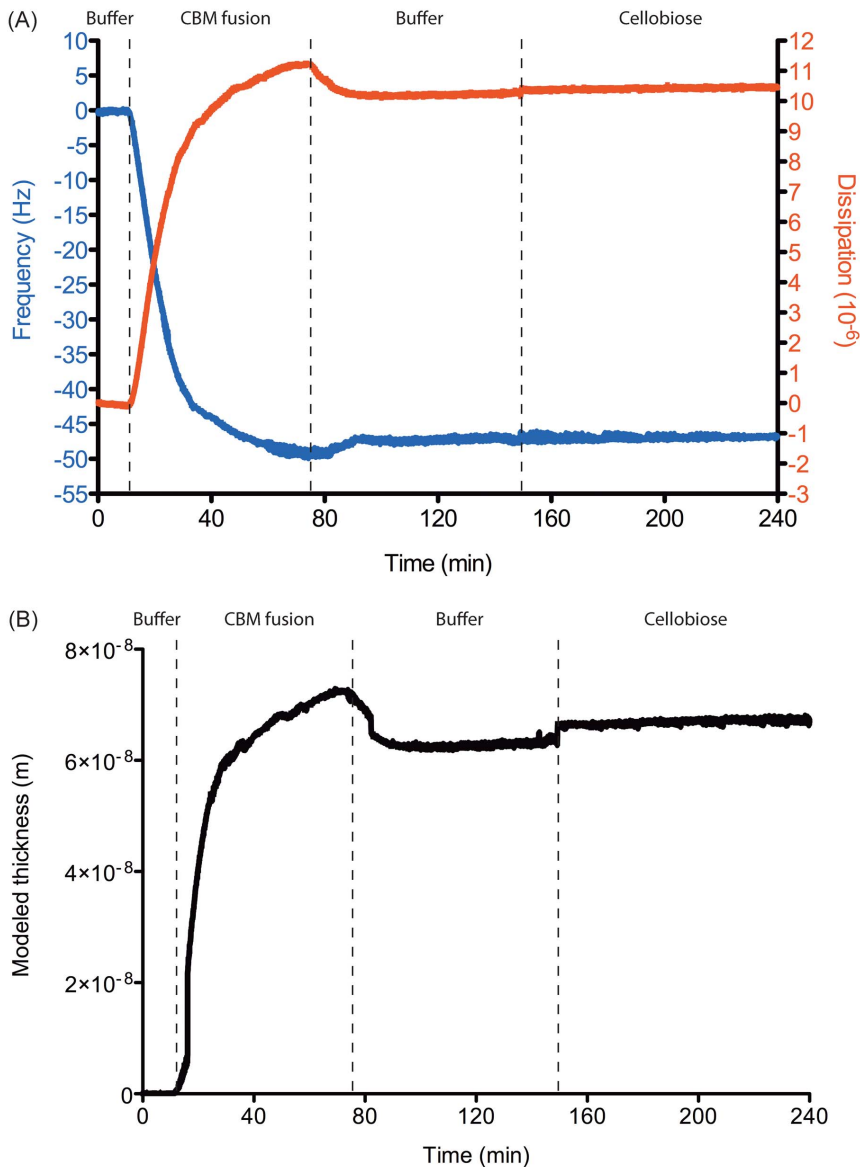 (A) Buffer CBM fusion Buffer Cellobiose
10 12
5 11
0 10
-5 9
-10 8
-15 7
-20 6
-25 5
-30 4
-35 3
-40 2
-45 1
-50 0
-55 -1
-2
-3
Frequency (Hz)
Dissipation (10-6)
0 40 80 120 160 200 240
Time (min)
(B) Buffer CBM fusion Buffer Cellobiose
8×10-8
6×10-8
4×10-8
2×10-8
0
Modeled thickness (m)
0 40 80 120 160 200 240
Time (min)